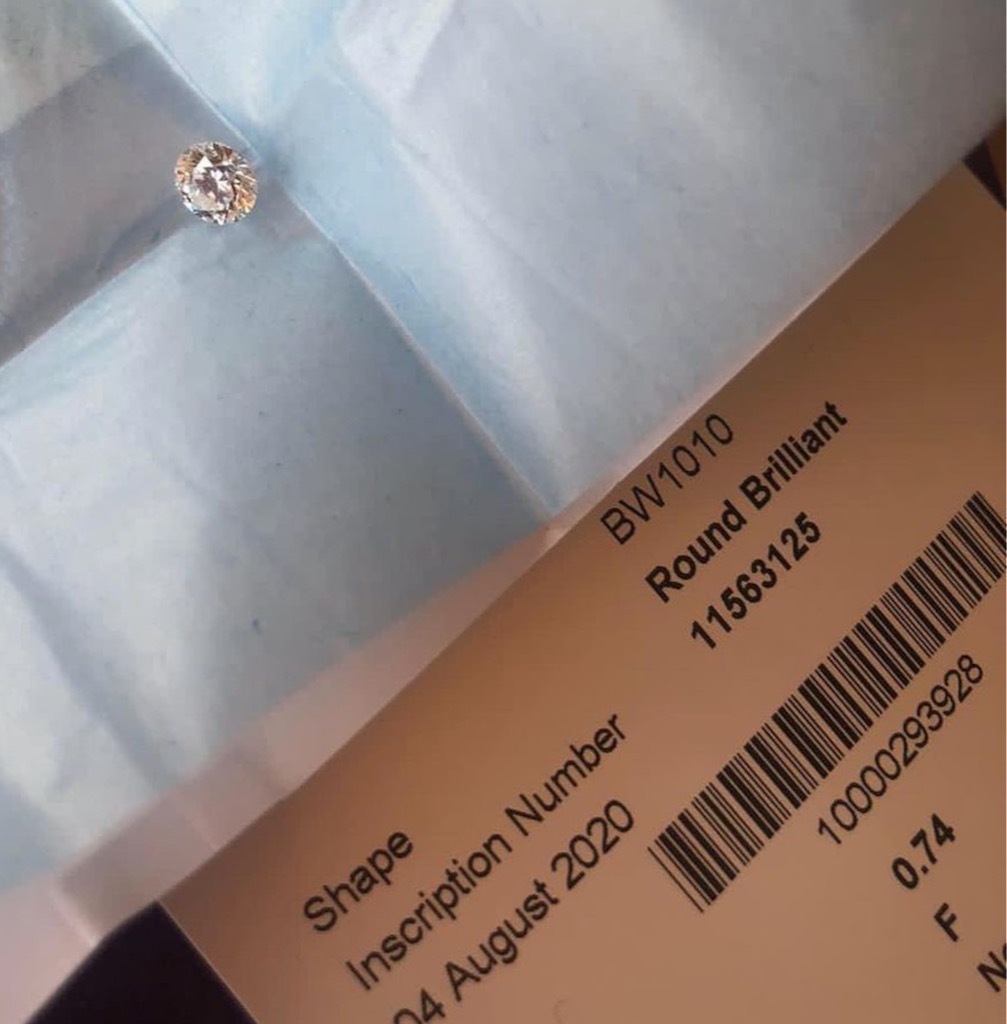 BW1010
Shape Round Brilliant
Inscription Number 11563125
04 August 2020
10000293928
0.74
F